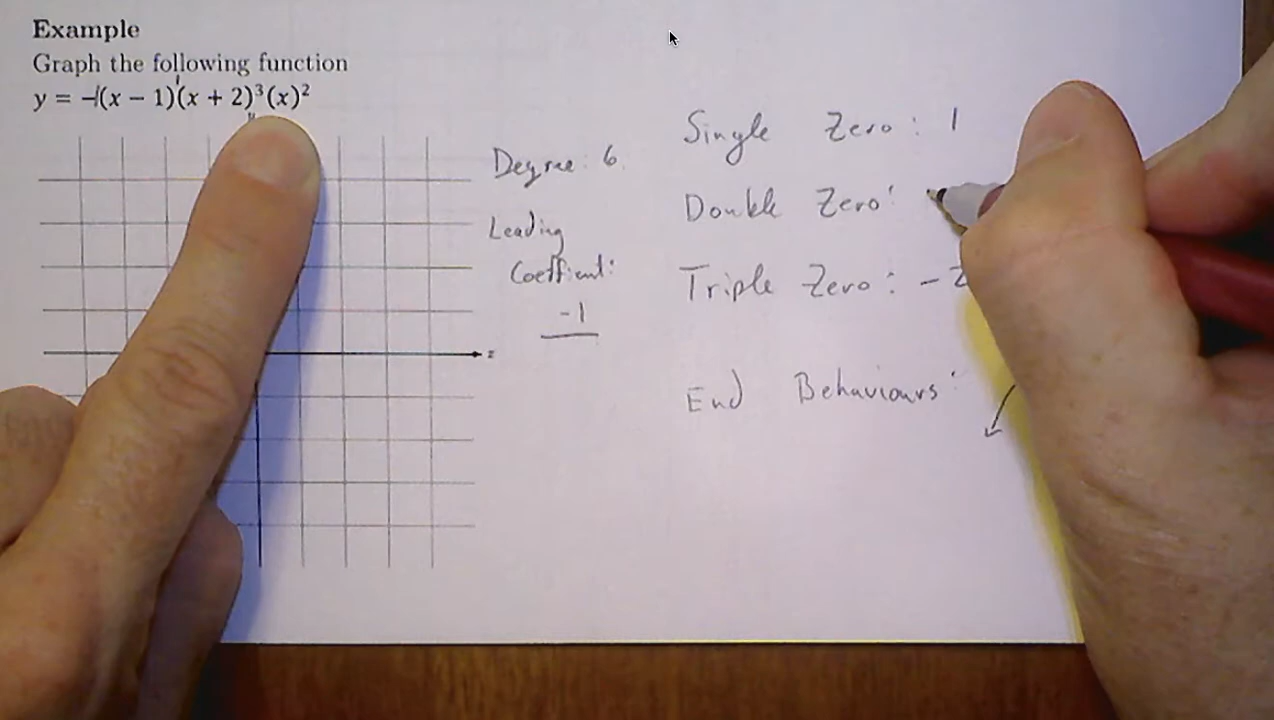 Example
Graph the following function
y = -(x − 1)(x + 2)³(x)²
Single Zero: 1
Degree: 6
Double Zero:
Leading
Coefficient:
-1
Triple Zero: -2
x
End Behaviours: